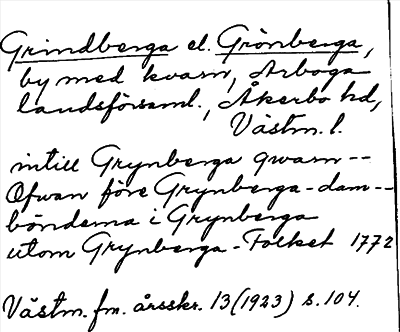 Grindberga el. Grönberga,
by med kvarn, Arboga
landsförsaml., Åkerbo hd,
Västm. l.
intill Grynberga qwarn--
Ofwan före Grynberga-dam--
bönderna i Grynberga
utom Grynberga-Folket 1772
Västm. fm. årsskr. 13 (1923) s. 104.